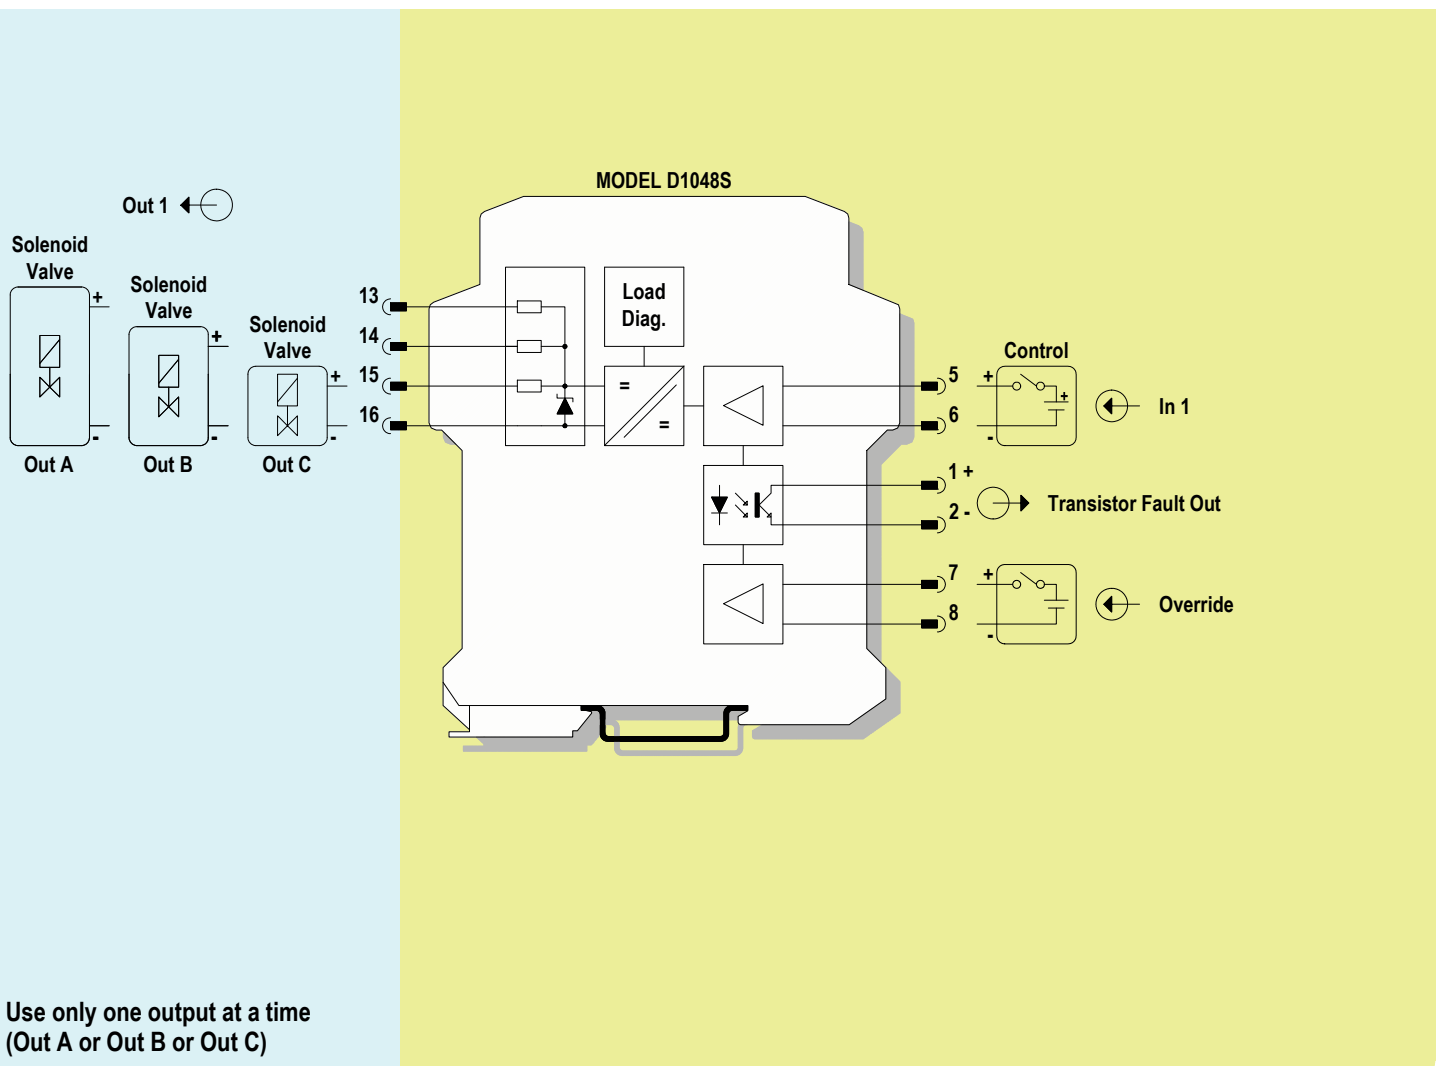 MODEL D1048S
Out 1
Solenoid
Valve
+
-
Out A
Solenoid
Valve
+
-
Out B
Solenoid
Valve
+
-
Out C
13
14
15
16
Load
Diag.
=
=
5
6
Control
+
-
+
In 1
1 +
2 -
Transistor Fault Out
7
8
+
-
Override
Use only one output at a time
(Out A or Out B or Out C)